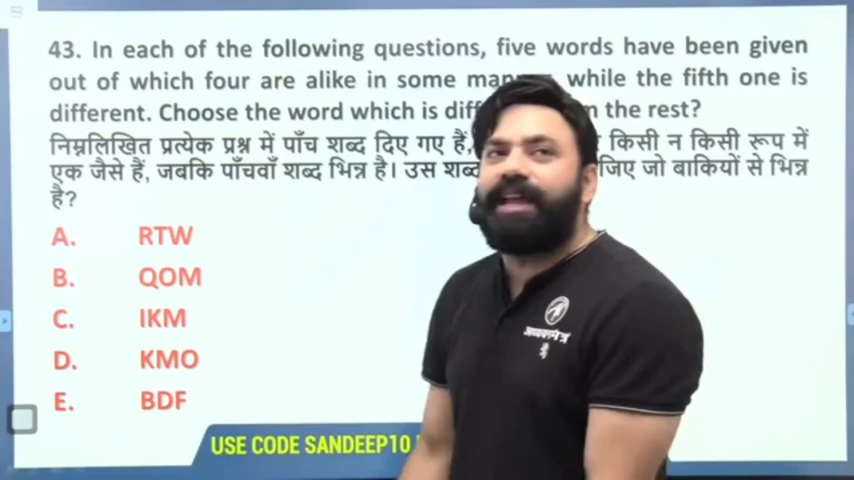 43. In each of the following questions, five words have been given
out of which four are alike in some while the fifth one is
different. Choose the word which is the rest?
निम्नलिखित प्रत्येक प्रश्न में पाँच शब्द दिए गए हैं, किसी न किसी रूप में
एक जैसे हैं, जबकि पाँचवाँ शब्द भिन्न है। उस जो बाकियों से भिन्न
है?
A. RTW
B. QOM
C. IKM
D. KMO
E. BDF
USE CODE SANDEEP10